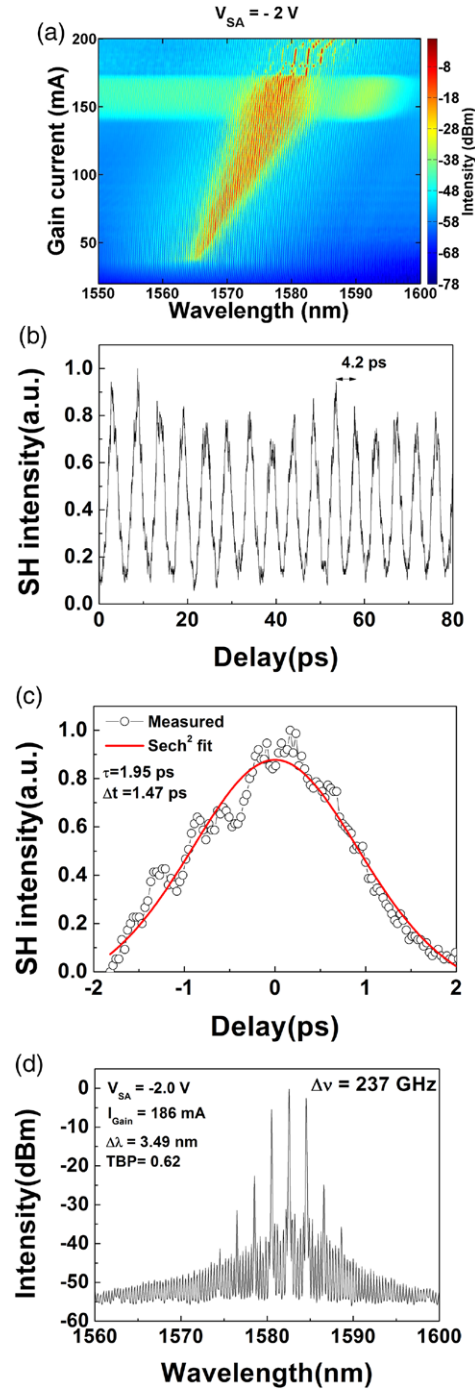 V_SA = - 2 V
(a)
200
150
100
50
Gain current (mA)
1550 1560 1570 1580 1590 1600
Wavelength (nm)
-8
-18
-28
-38
-48
-58
-68
-78
Intensity (dBm)
(b)
4.2 ps
1.0
0.8
0.6
0.4
0.2
0.0
SH intensity(a.u.)
0 20 40 60 80
Delay(ps)
(c)
Measured
Sech² fit
τ=1.95 ps
Δt =1.47 ps
1.0
0.8
0.6
0.4
0.2
0.0
SH intensity(a.u.)
-2 -1 0 1 2
Delay(ps)
(d)
V_SA = -2.0 V
I_Gain = 186 mA
Δλ = 3.49 nm
TBP= 0.62
Δν = 237 GHz
0
-10
-20
-30
-40
-50
-60
Intensity(dBm)
1560 1570 1580 1590 1600
Wavelength(nm)